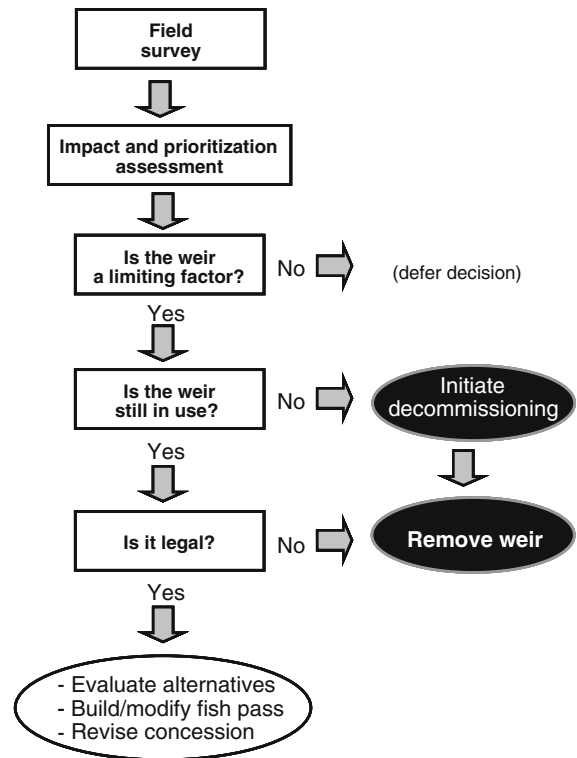 Field
survey
Impact and prioritization
assessment
Is the weir
a limiting factor?
No
(defer decision)
Yes
Is the weir
still in use?
No
Initiate
decommissioning
Yes
Is it legal?
No
Remove weir
Yes
- Evaluate alternatives
- Build/modify fish pass
- Revise concession